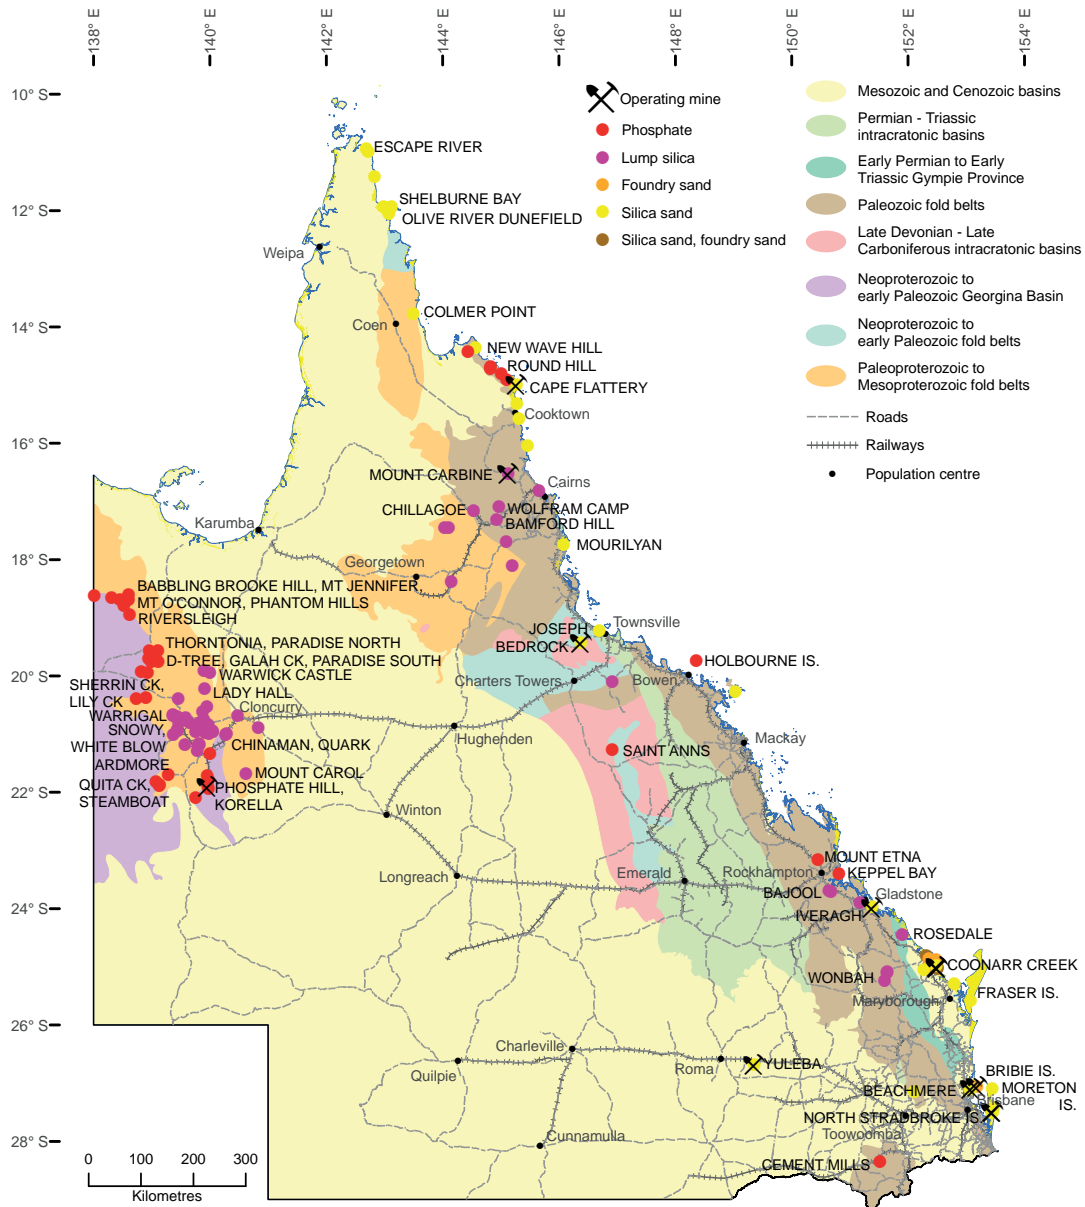 138° E
140° E
142° E
144° E
146° E
148° E
150° E
152° E
154° E
10° S
12° S
14° S
16° S
18° S
20° S
22° S
24° S
26° S
28° S
Operating mine
Phosphate
Lump silica
Foundry sand
Silica sand
Silica sand, foundry sand
Mesozoic and Cenozoic basins
Permian - Triassic
intracratonic basins
Early Permian to Early
Triassic Gympie Province
Paleozoic fold belts
Late Devonian - Late
Carboniferous intracratonic basins
Neoproterozoic to
early Paleozoic Georgina Basin
Neoproterozoic to
early Paleozoic fold belts
Paleoproterozoic to
Mesoproterozoic fold belts
Roads
Railways
Population centre
ESCAPE RIVER
SHELBURNE BAY
OLIVE RIVER DUNEFIELD
Weipa
COLMER POINT
Coen
NEW WAVE HILL
ROUND HILL
CAPE FLATTERY
Cooktown
MOUNT CARBINE
Cairns
CHILLAGOE
WOLFRAM CAMP
BAMFORD HILL
Karumba
MOURILYAN
Georgetown
BABBLING BROOKE HILL, MT JENNIFER
MT O'CONNOR, PHANTOM HILLS
RIVERSLEIGH
JOSEPH
Townsville
BEDROCK
THORNTONIA, PARADISE NORTH
D-TREE, GALAH CK, PARADISE SOUTH
HOLBOURNE IS.
WARWICK CASTLE
Charters Towers
Bowen
SHERRIN CK,
LILY CK
LADY HALL
Cloncurry
WARRIGAL
SNOWY,
WHITE BLOW
Hughenden
Mackay
CHINAMAN, QUARK
SAINT ANNS
ARDMORE
MOUNT CAROL
QUITA CK,
STEAMBOAT
PHOSPHATE HILL,
KORELLA
Winton
MOUNT ETNA
Longreach
Emerald
Rockhampton
KEPPEL BAY
BAJOOL
Gladstone
IVERAGH
ROSEDALE
COONARR CREEK
WONBAH
FRASER IS.
Maryborough
Charleville
Quilpie
Roma
YULEBA
BRIBIE IS.
BEACHMERE
MORETON
IS.
Brisbane
NORTH STRADBROKE IS.
Toowoomba
Cunnamulla
CEMENT MILLS
0 100 200 300
Kilometres